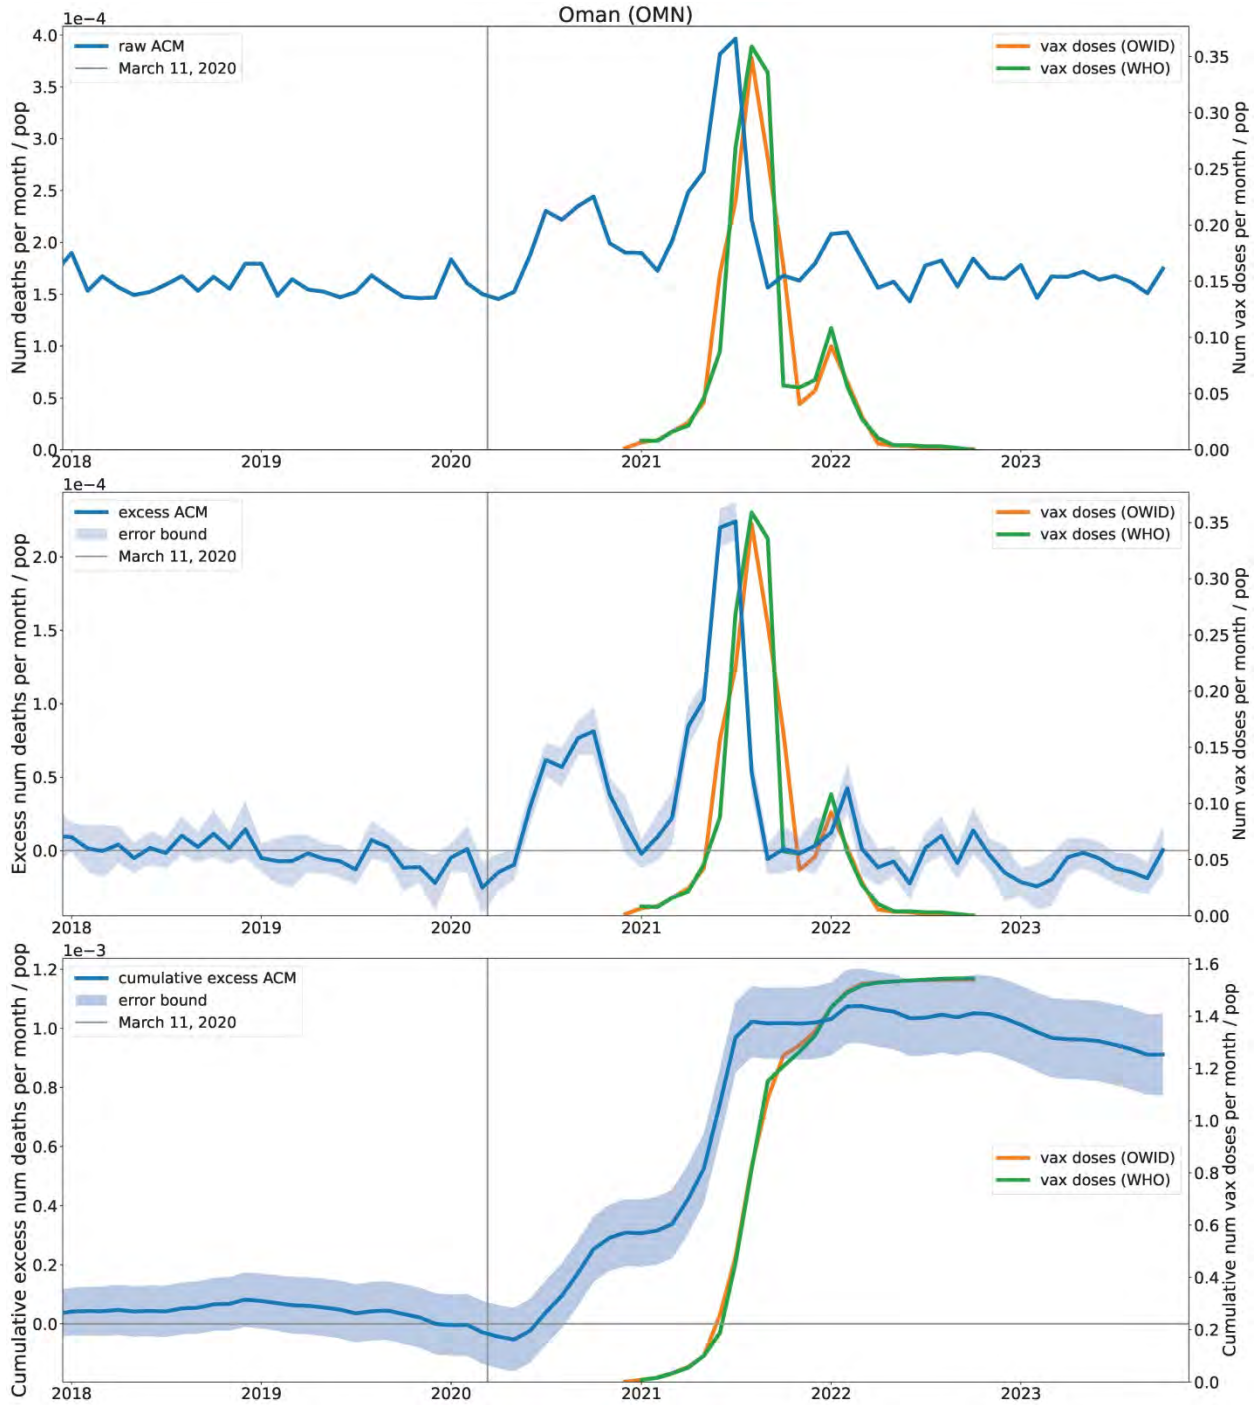 Oman (OMN)
1e−4
raw ACM
March 11, 2020
vax doses (OWID)
vax doses (WHO)
Num deaths per month / pop
4.0
3.5
3.0
2.5
2.0
1.5
1.0
0.5
0.0
Num vax doses per month / pop
0.35
0.30
0.25
0.20
0.15
0.10
0.05
0.00
2018 2019 2020 2021 2022 2023
1e−4
excess ACM
error bound
March 11, 2020
vax doses (OWID)
vax doses (WHO)
Excess num deaths per month / pop
2.0
1.5
1.0
0.5
0.0
Num vax doses per month / pop
0.35
0.30
0.25
0.20
0.15
0.10
0.05
0.00
2018 2019 2020 2021 2022 2023
1e−3
cumulative excess ACM
error bound
March 11, 2020
vax doses (OWID)
vax doses (WHO)
Cumulative excess num deaths per month / pop
1.2
1.0
0.8
0.6
0.4
0.2
0.0
Cumulative num vax doses per month / pop
1.6
1.4
1.2
1.0
0.8
0.6
0.4
0.2
0.0
2018 2019 2020 2021 2022 2023